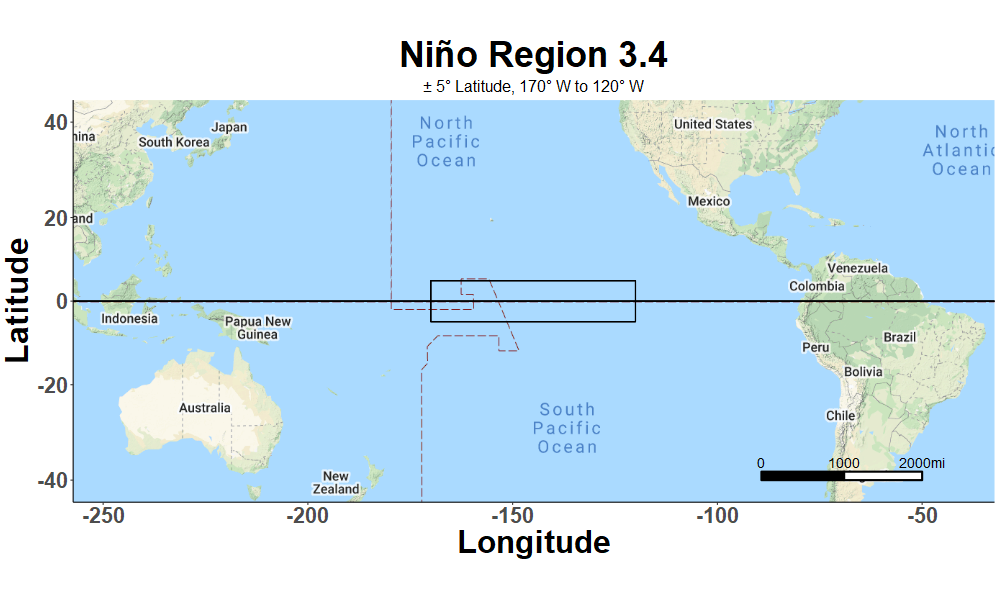 Niño Region 3.4
± 5° Latitude, 170° W to 120° W
Latitude
40
20
0
-20
-40
hina
Japan
South Korea
and
Indonesia
Papua New
Guinea
Australia
New
Zealand
North
Pacific
Ocean
South
Pacific
Ocean
United States
Mexico
North
Atlantic
Ocean
Venezuela
Colombia
Brazil
Peru
Bolivia
Chile
0 1000 2000mi
-250 -200 -150 -100 -50
Longitude